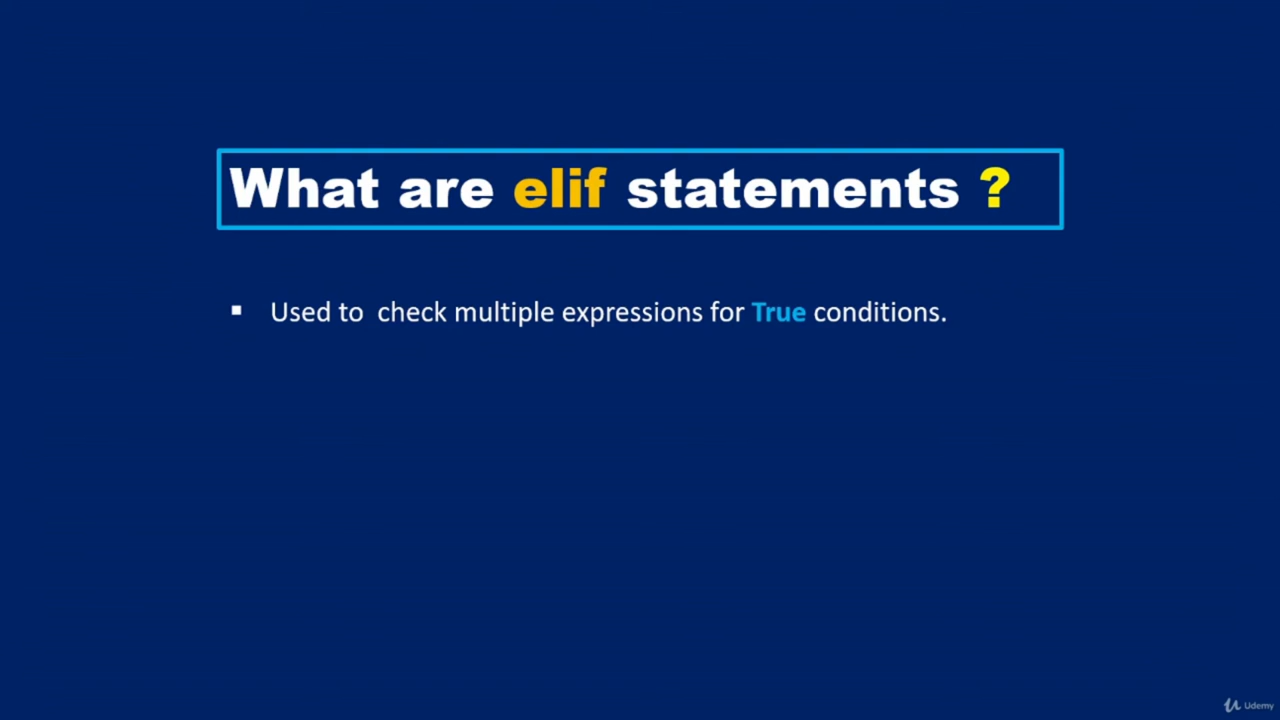 What are elif statements ?
▪ Used to check multiple expressions for True conditions.
Udemy